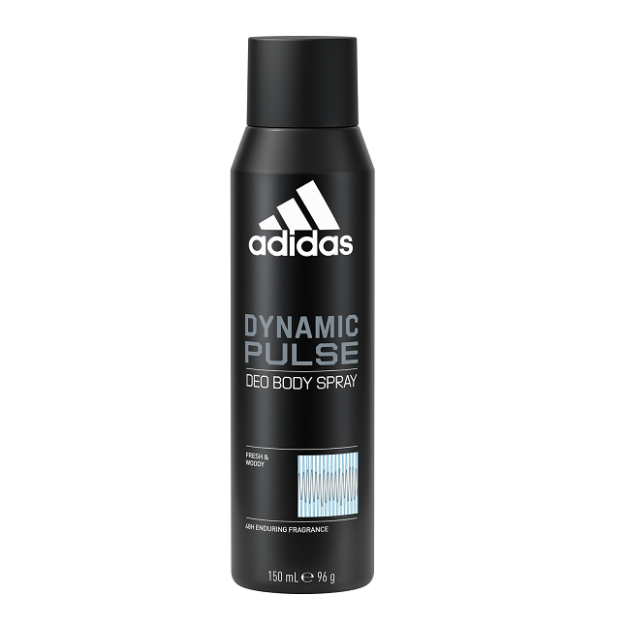 adidas
DYNAMIC
PULSE
DEO BODY SPRAY
FRESH &
WOODY
48H ENDURING FRAGRANCE
150 mL ℮ 96 g